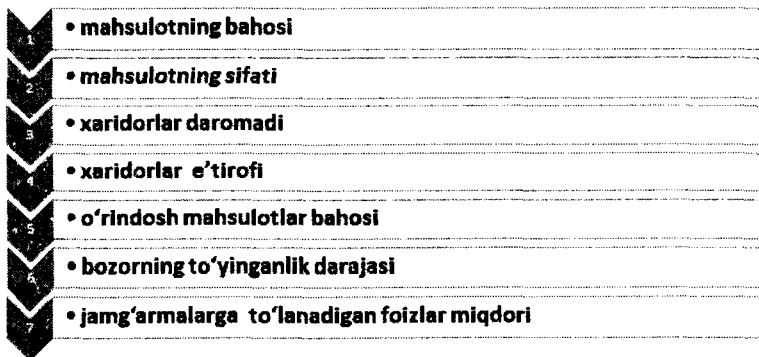 1 • mahsulotning bahosi
2 • mahsulotning sifati
3 • xaridorlar daromadi
4 • xaridorlar e'tirofi
5 • o‘rindosh mahsulotlar bahosi
6 • bozorning to‘yinganlik darajasi
7 • jamg‘armalarga to‘lanadigan foizlar miqdori